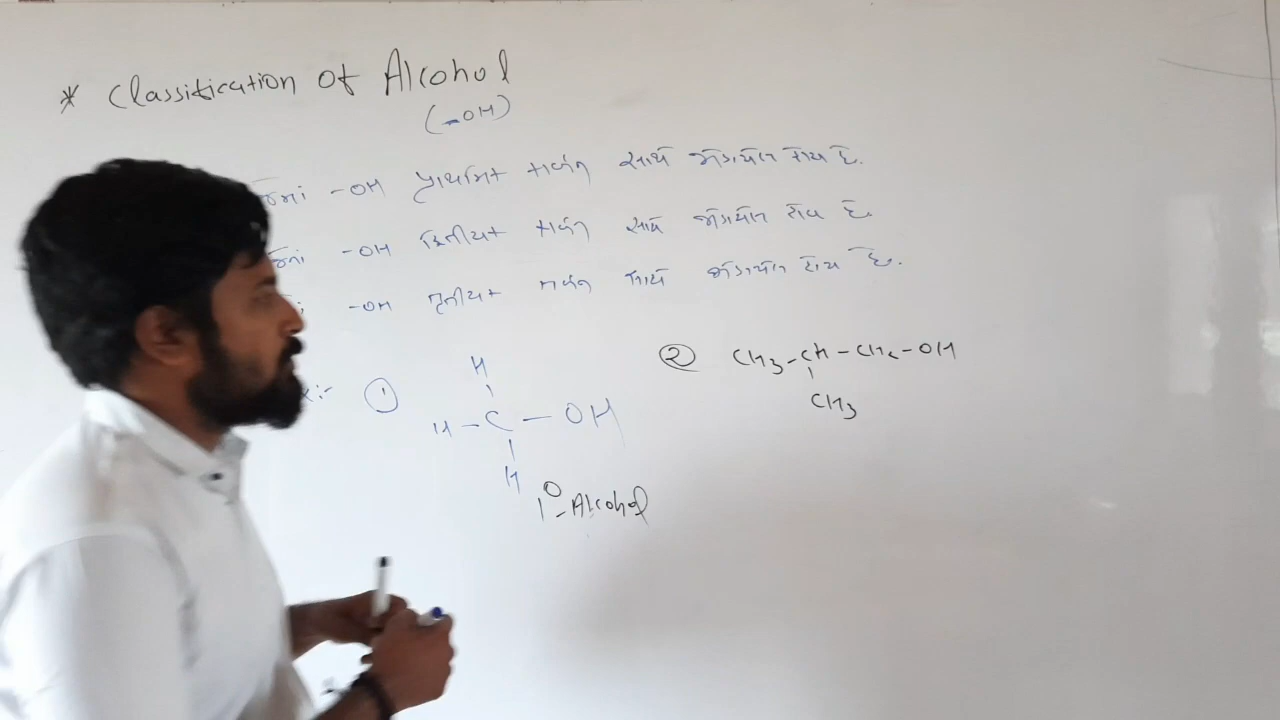 * Classification of Alcohol
(-OH)
જેમાં -OH પ્રાથમિક કાર્બન સાથે જોડાયેલ હોય છે.
જેમાં -OH દ્વિતીયક કાર્બન સાથે જોડાયેલ હોય છે.
-OH તૃતીયક કાર્બન સાથે જોડાયેલ હોય છે.
x:- ①
H
H - C - OH
H
1° - Alcohol
② CH3 - CH - CH2 - OH
CH3